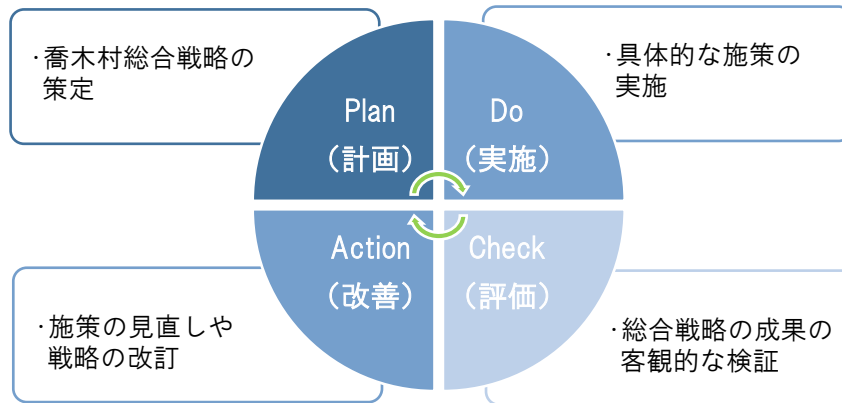 ・喬木村総合戦略の
策定
・具体的な施策の
実施
Plan
（計画）
Do
（実施）
Action
（改善）
Check
（評価）
・施策の見直しや
戦略の改訂
・総合戦略の成果の
客観的な検証